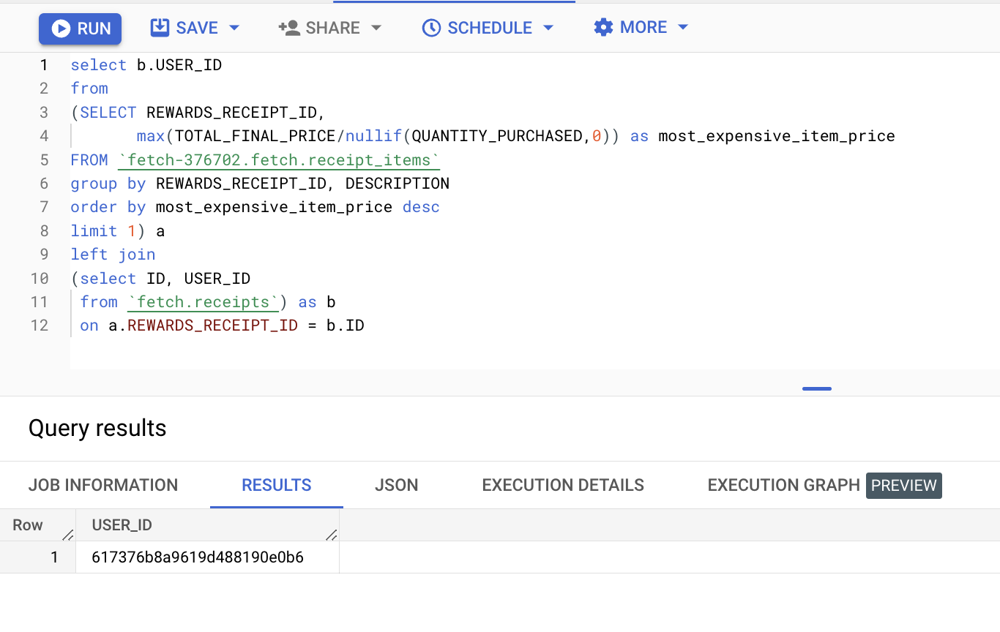 RUN SAVE SHARE SCHEDULE MORE
1 select b.USER_ID
2 from
3 (SELECT REWARDS_RECEIPT_ID,
4 max(TOTAL_FINAL_PRICE/nullif(QUANTITY_PURCHASED,0)) as most_expensive_item_price
5 FROM `fetch-376702.fetch.receipt_items`
6 group by REWARDS_RECEIPT_ID, DESCRIPTION
7 order by most_expensive_item_price desc
8 limit 1) a
9 left join
10 (select ID, USER_ID
11 from `fetch.receipts`) as b
12 on a.REWARDS_RECEIPT_ID = b.ID
Query results
JOB INFORMATION RESULTS JSON EXECUTION DETAILS EXECUTION GRAPH PREVIEW
Row USER_ID
1 617376b8a9619d488190e0b6